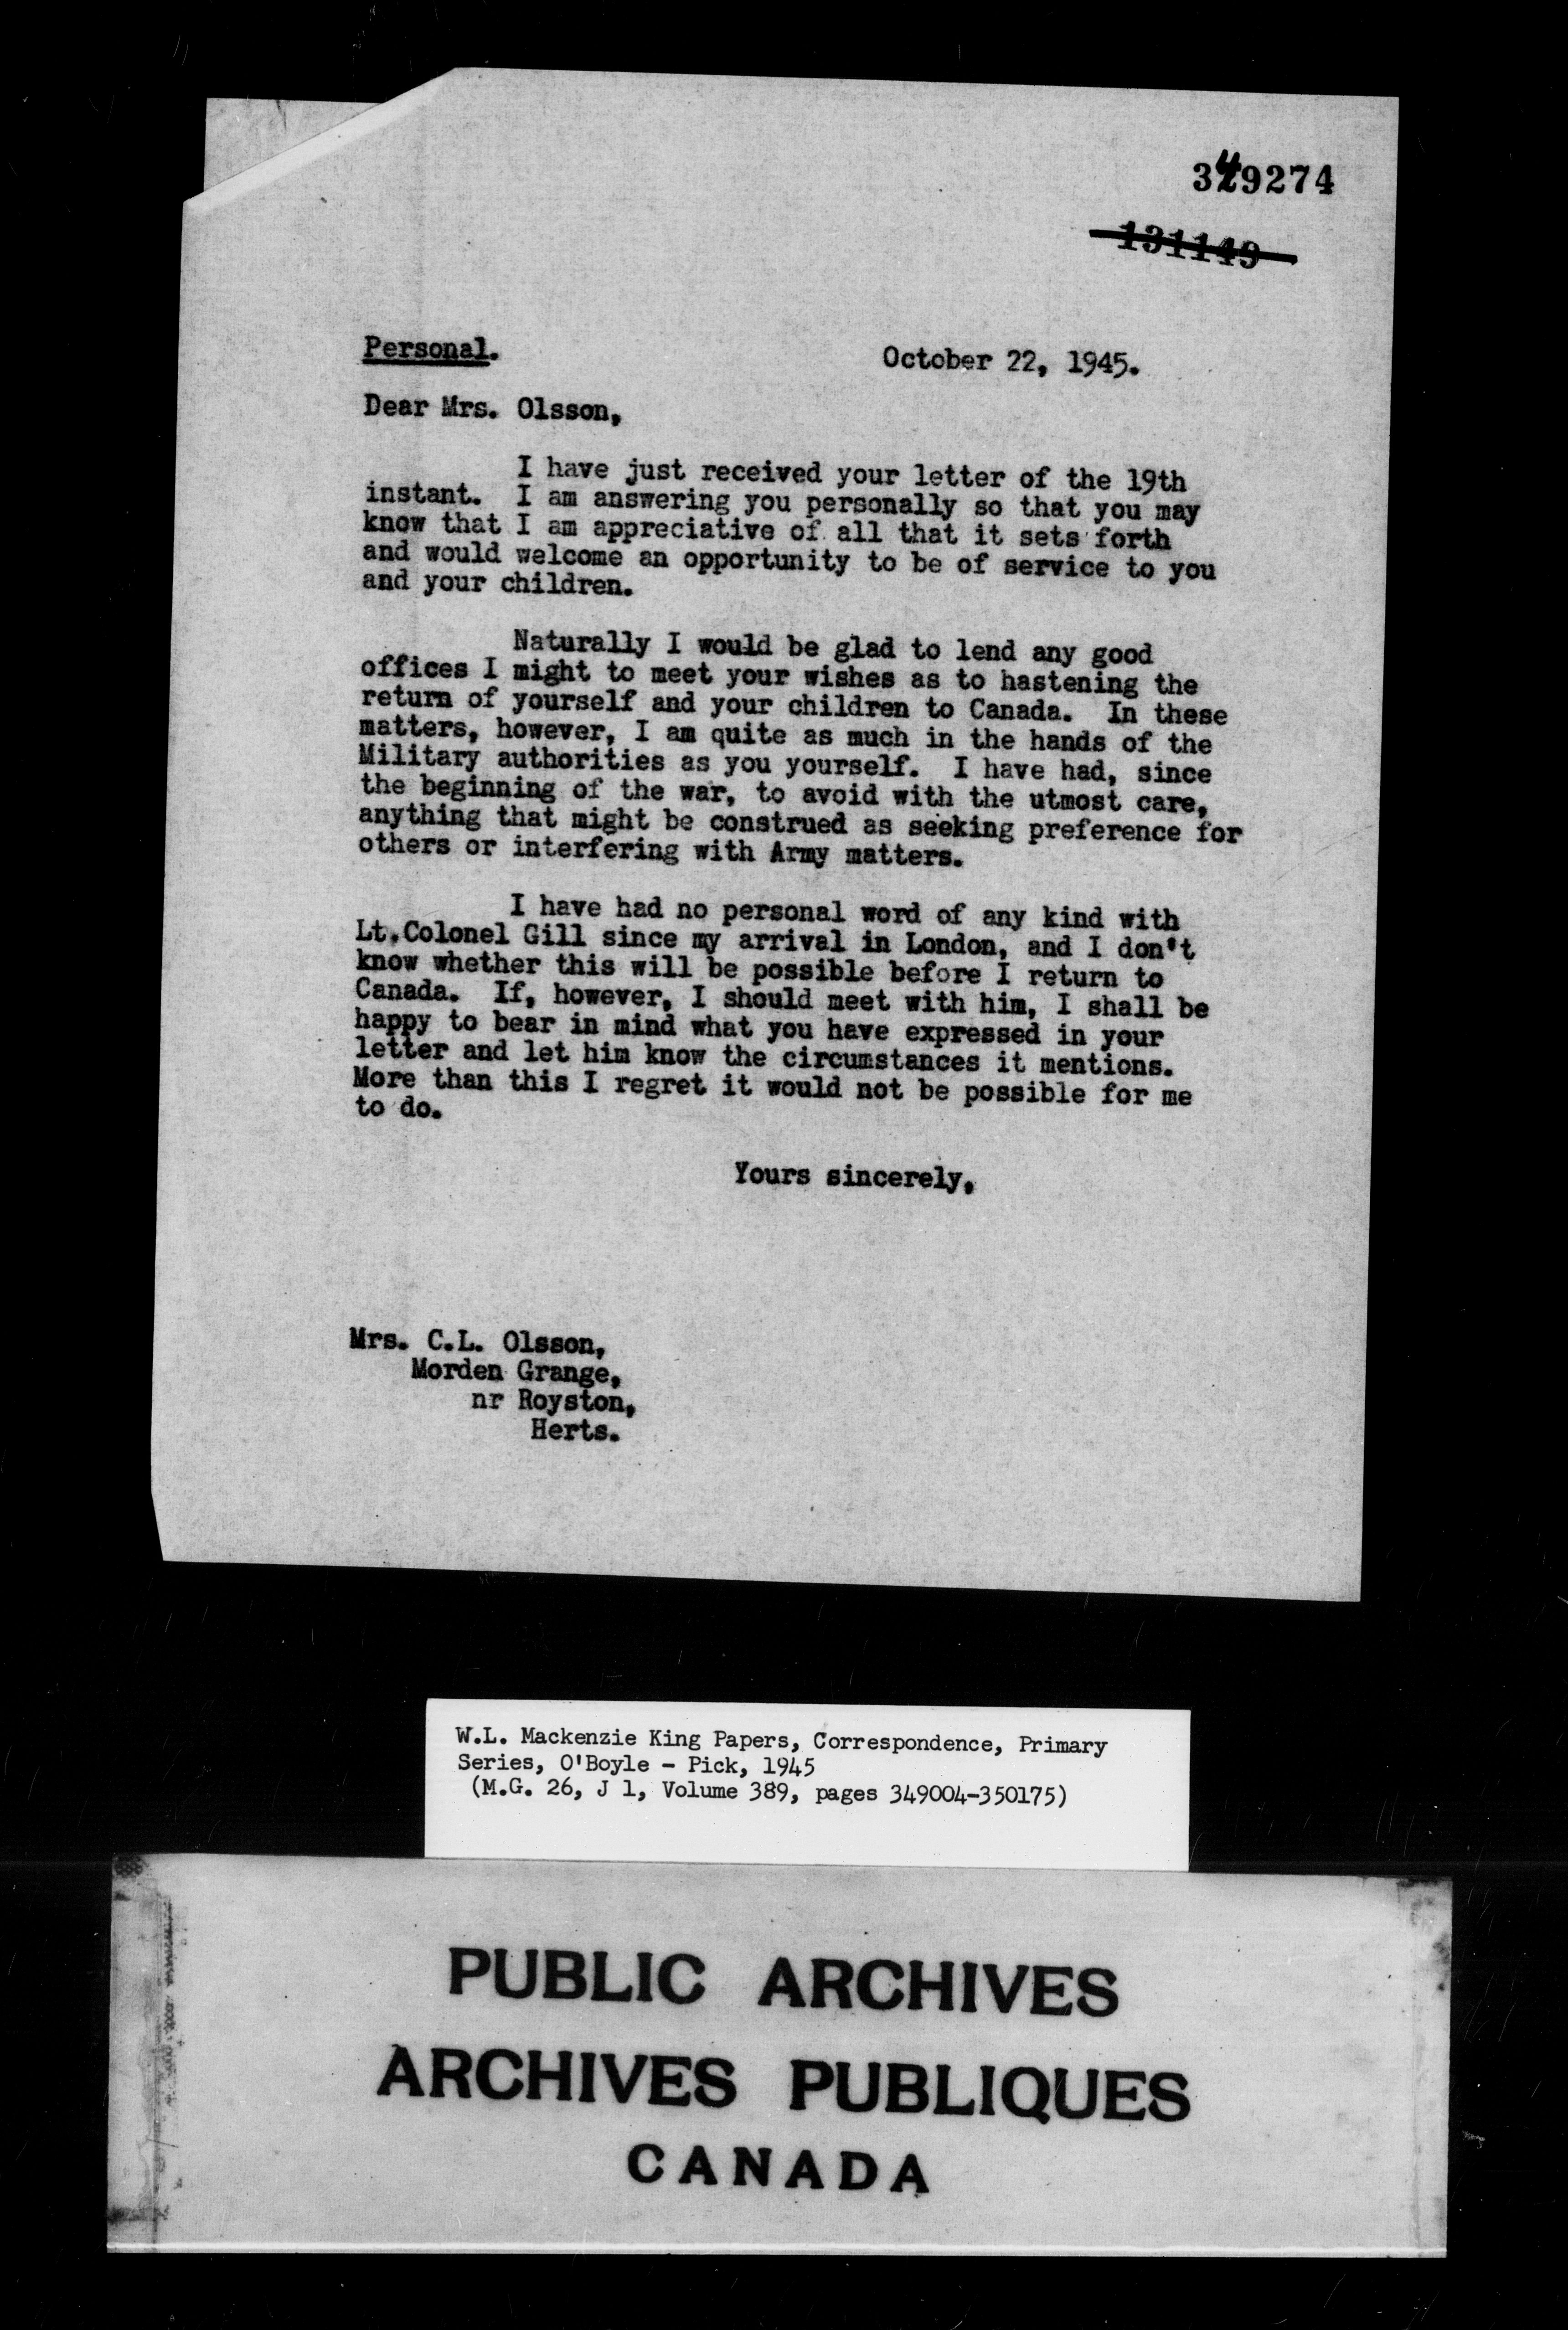 349274
131149
Personal.
October 22, 1945.
Dear Mrs. Olsson,
I have just received your letter of the 19th
instant. I am answering you personally so that you may
know that I am appreciative of all that it sets forth
and would welcome an opportunity to be of service to you
and your children.
Naturally I would be glad to lend any good
offices I might to meet your wishes as to hastening the
return of yourself and your children to Canada. In these
matters, however, I am quite as much in the hands of the
Military authorities as you yourself. I have had, since
the beginning of the war, to avoid with the utmost care,
anything that might be construed as seeking preference for
others or interfering with Army matters.
I have had no personal word of any kind with
Lt.Colonel Gill since my arrival in London, and I don't
know whether this will be possible before I return to
Canada. If, however, I should meet with him, I shall be
happy to bear in mind what you have expressed in your
letter and let him know the circumstances it mentions.
More than this I regret it would not be possible for me
to do.
Yours sincerely,
Mrs. C.L. Olsson,
Morden Grange,
nr Royston,
Herts.
W.L. Mackenzie King Papers, Correspondence, Primary
Series, O'Boyle - Pick, 1945
(M.G. 26, J 1, Volume 389, pages 349004-350175)
PUBLIC ARCHIVES
ARCHIVES PUBLIQUES
CANADA